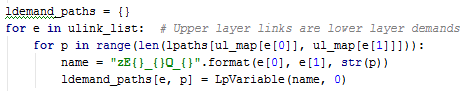 ldemand_paths = {}
for e in ulink_list:  # Upper layer links are lower layer demands
    for p in range(len(lpaths[ul_map[e[0]], ul_map[e[1]]])):
        name = "zE{}_{}Q_{}".format(e[0], e[1], str(p))
        ldemand_paths[e, p] = LpVariable(name, 0)